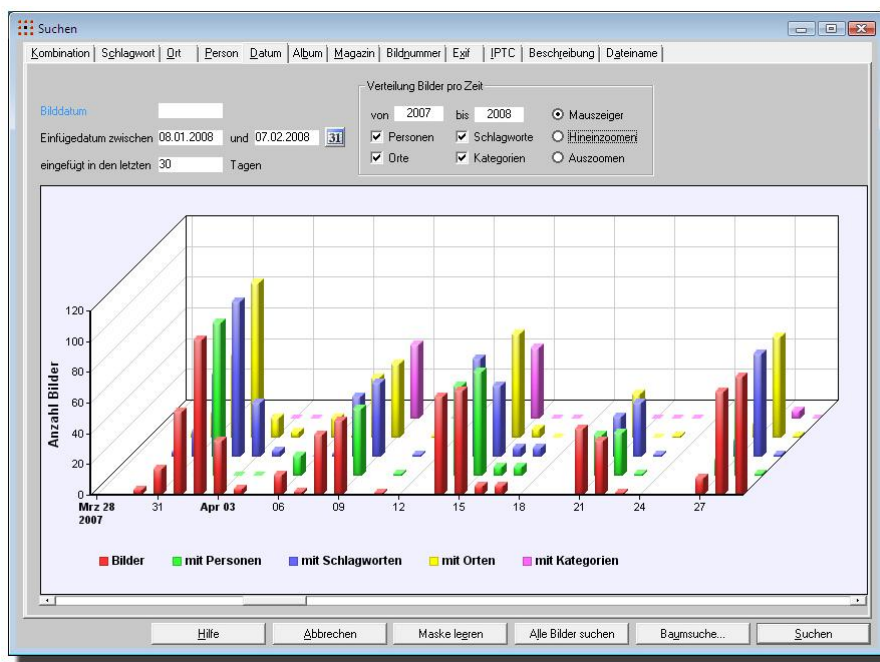 Suchen
Kombination Schlagwort Ort Person Datum Album Magazin Bildnummer Exif IPTC Beschreibung Dateiname
Verteilung Bilder pro Zeit
Bilddatum
von 2007 bis 2008 Mauszeiger
Einfügedatum zwischen 08.01.2008 und 07.02.2008 31
Personen Schlagworte Hineinzoomen
eingefügt in den letzten 30 Tagen
Orte Kategorien Auszoomen
Anzahl Bilder
120
100
80
60
40
20
0
Mrz 28 31 Apr 03 06 09 12 15 18 21 24 27
2007
Bilder mit Personen mit Schlagworten mit Orten mit Kategorien
Hilfe Abbrechen Maske leeren Alle Bilder suchen Baumsuche... Suchen